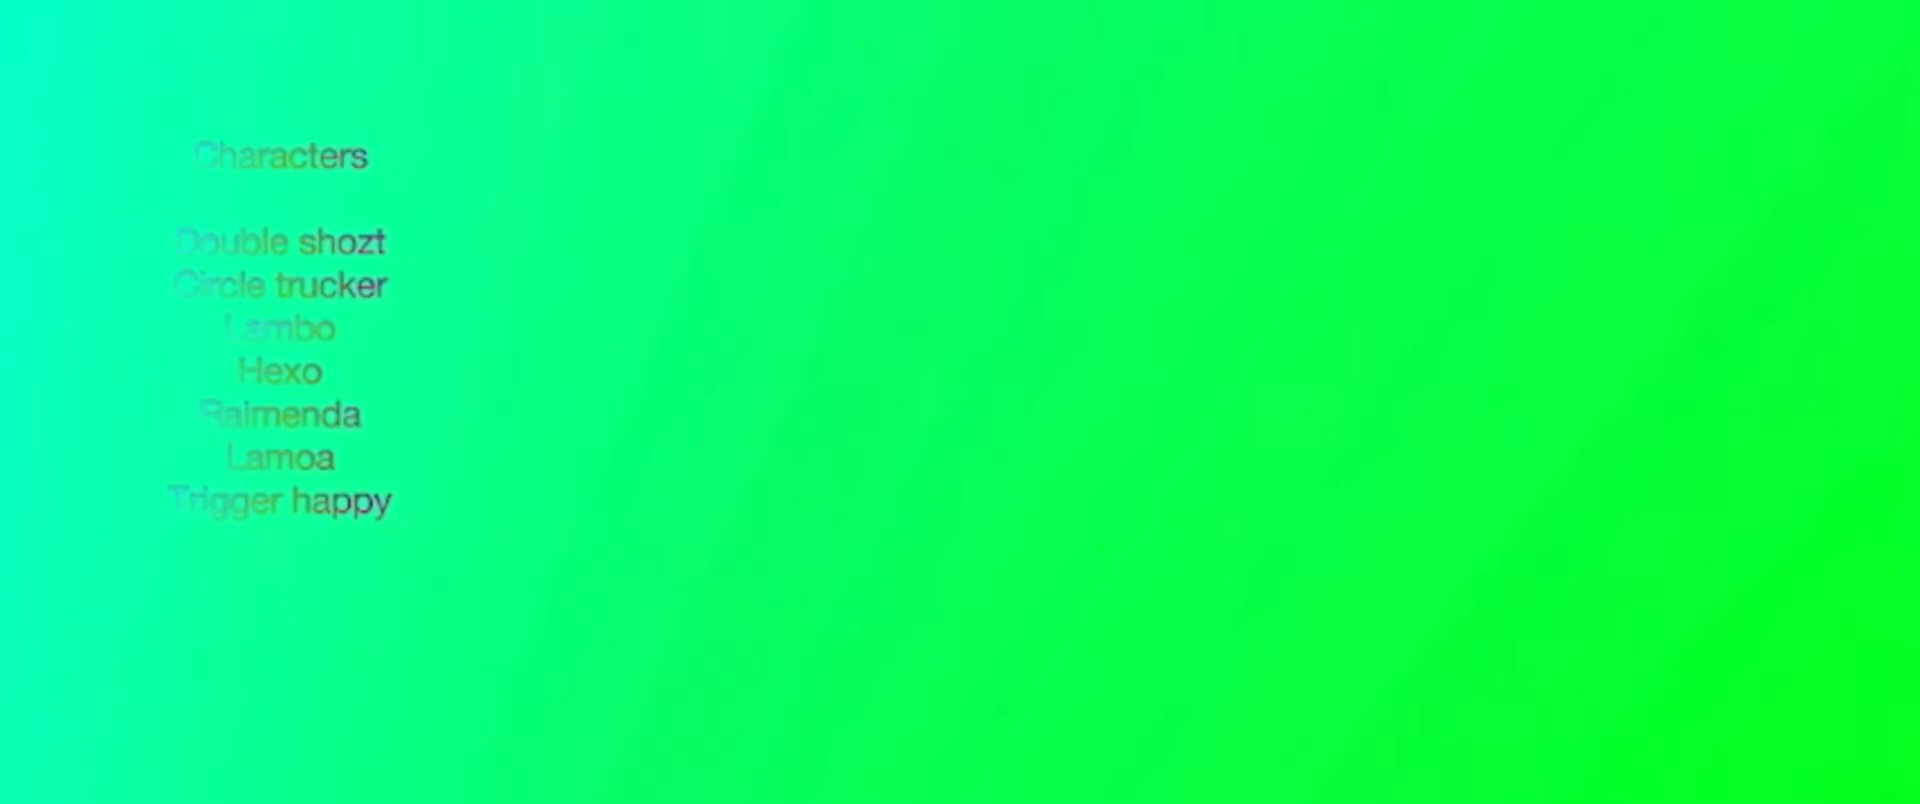 Characters
Double shozt
Circle trucker
Lambo
Hexo
Raimenda
Lamoa
Trigger happy